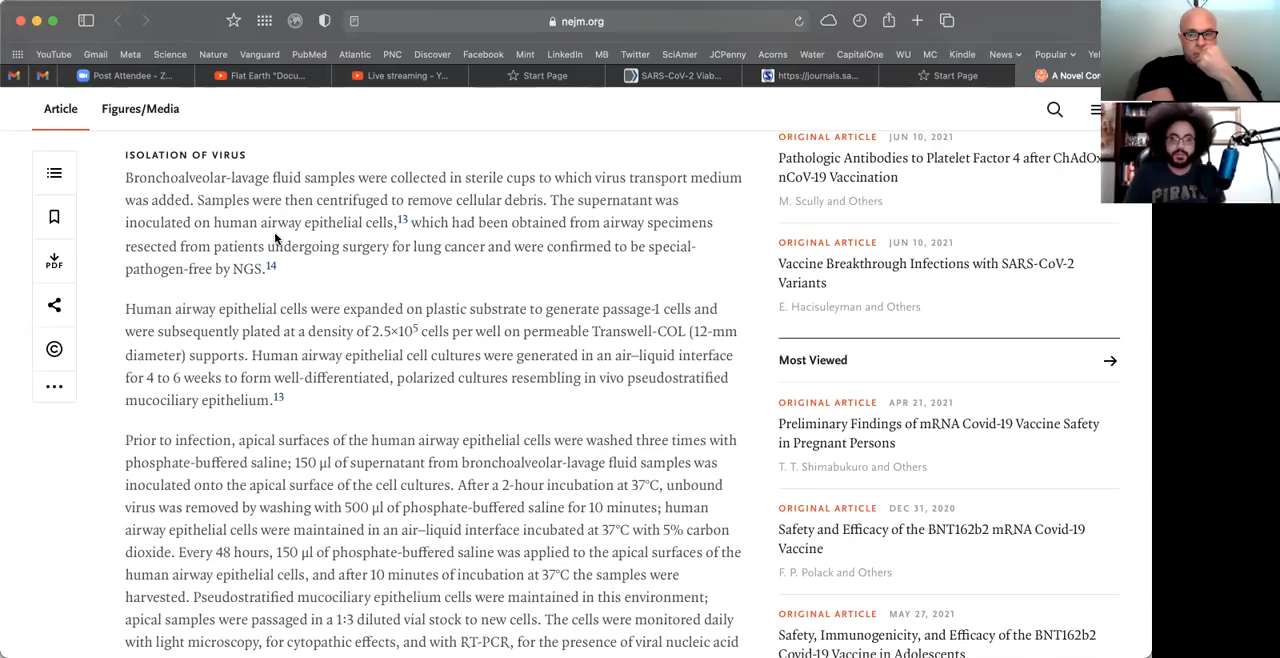 nejm.org
YouTube Gmail Meta Science Nature Vanguard PubMed Atlantic PNC Discover Facebook Mint LinkedIn MB Twitter SciAmer JCPenny Acorns Water CapitalOne WU MC Kindle News Popular Yel
Post Attendee - Z... Flat Earth "Docu... Live streaming - Y... Start Page SARS-CoV-2 Viab... https://journals.sa... Start Page A Novel Cor
Article Figures/Media
ISOLATION OF VIRUS
Bronchoalveolar-lavage fluid samples were collected in sterile cups to which virus transport medium
was added. Samples were then centrifuged to remove cellular debris. The supernatant was
inoculated on human airway epithelial cells,13 which had been obtained from airway specimens
resected from patients undergoing surgery for lung cancer and were confirmed to be special-
pathogen-free by NGS.14
Human airway epithelial cells were expanded on plastic substrate to generate passage-1 cells and
were subsequently plated at a density of 2.5×10⁵ cells per well on permeable Transwell-COL (12-mm
diameter) supports. Human airway epithelial cell cultures were generated in an air–liquid interface
for 4 to 6 weeks to form well-differentiated, polarized cultures resembling in vivo pseudostratified
mucociliary epithelium.13
Prior to infection, apical surfaces of the human airway epithelial cells were washed three times with
phosphate-buffered saline; 150 μl of supernatant from bronchoalveolar-lavage fluid samples was
inoculated onto the apical surface of the cell cultures. After a 2-hour incubation at 37°C, unbound
virus was removed by washing with 500 μl of phosphate-buffered saline for 10 minutes; human
airway epithelial cells were maintained in an air–liquid interface incubated at 37°C with 5% carbon
dioxide. Every 48 hours, 150 μl of phosphate-buffered saline was applied to the apical surfaces of the
human airway epithelial cells, and after 10 minutes of incubation at 37°C the samples were
harvested. Pseudostratified mucociliary epithelium cells were maintained in this environment;
apical samples were passaged in a 1:3 diluted vial stock to new cells. The cells were monitored daily
with light microscopy, for cytopathic effects, and with RT-PCR, for the presence of viral nucleic acid
PDF
ORIGINAL ARTICLE JUN 10, 2021
Pathologic Antibodies to Platelet Factor 4 after ChAdOx
nCoV-19 Vaccination
M. Scully and Others
ORIGINAL ARTICLE JUN 10, 2021
Vaccine Breakthrough Infections with SARS-CoV-2
Variants
E. Hacisuleyman and Others
Most Viewed
ORIGINAL ARTICLE APR 21, 2021
Preliminary Findings of mRNA Covid-19 Vaccine Safety
in Pregnant Persons
T. T. Shimabukuro and Others
ORIGINAL ARTICLE DEC 31, 2020
Safety and Efficacy of the BNT162b2 mRNA Covid-19
Vaccine
F. P. Polack and Others
ORIGINAL ARTICLE MAY 27, 2021
Safety, Immunogenicity, and Efficacy of the BNT162b2
Covid-19 Vaccine in Adolescents
PIRATE